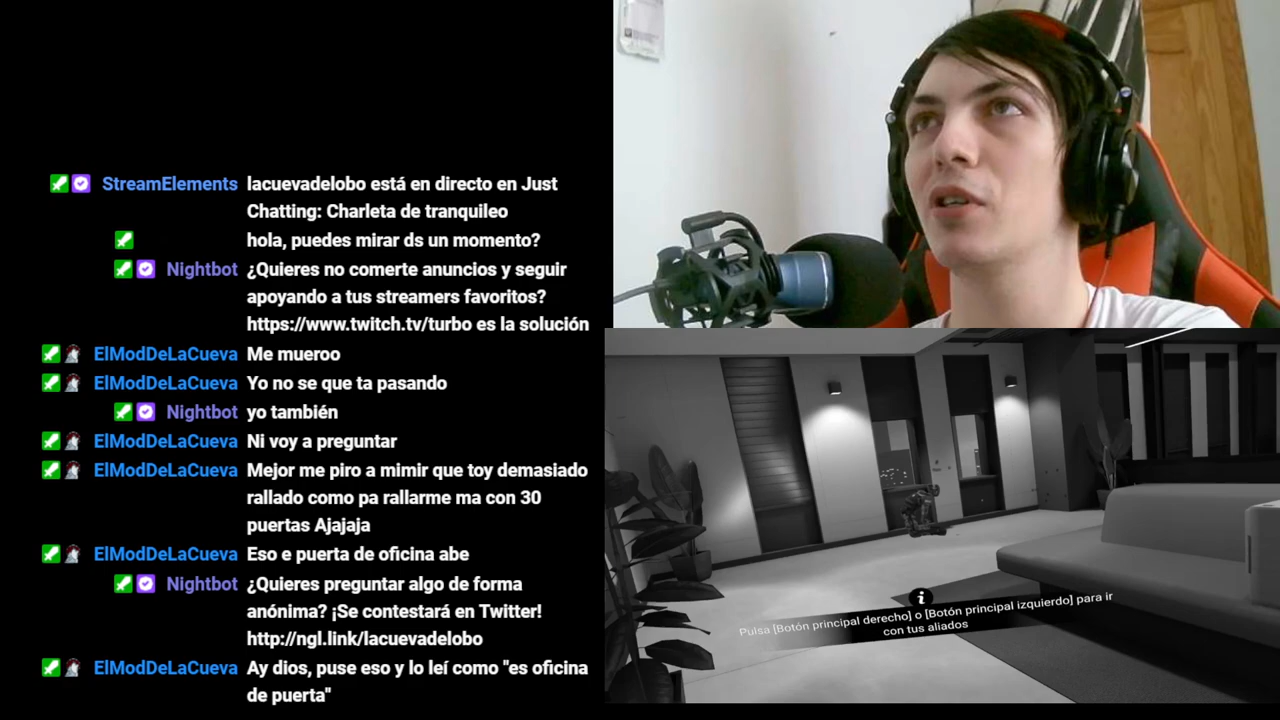 StreamElements lacuevadelobo está en directo en Just
Chatting: Charleta de tranquileo
hola, puedes mirar ds un momento?
Nightbot ¿Quieres no comerte anuncios y seguir
apoyando a tus streamers favoritos?
https://www.twitch.tv/turbo es la solución
ElModDeLaCueva Me mueroo
ElModDeLaCueva Yo no se que ta pasando
Nightbot yo también
ElModDeLaCueva Ni voy a preguntar
ElModDeLaCueva Mejor me piro a mimir que toy demasiado
rallado como pa rallarme ma con 30
puertas Ajajaja
ElModDeLaCueva Eso e puerta de oficina abe
Nightbot ¿Quieres preguntar algo de forma
anónima? ¡Se contestará en Twitter!
http://ngl.link/lacuevadelobo
ElModDeLaCueva Ay dios, puse eso y lo leí como "es oficina
de puerta"
i
Pulsa [Botón principal derecho] o [Botón principal izquierdo] para ir
con tus aliados